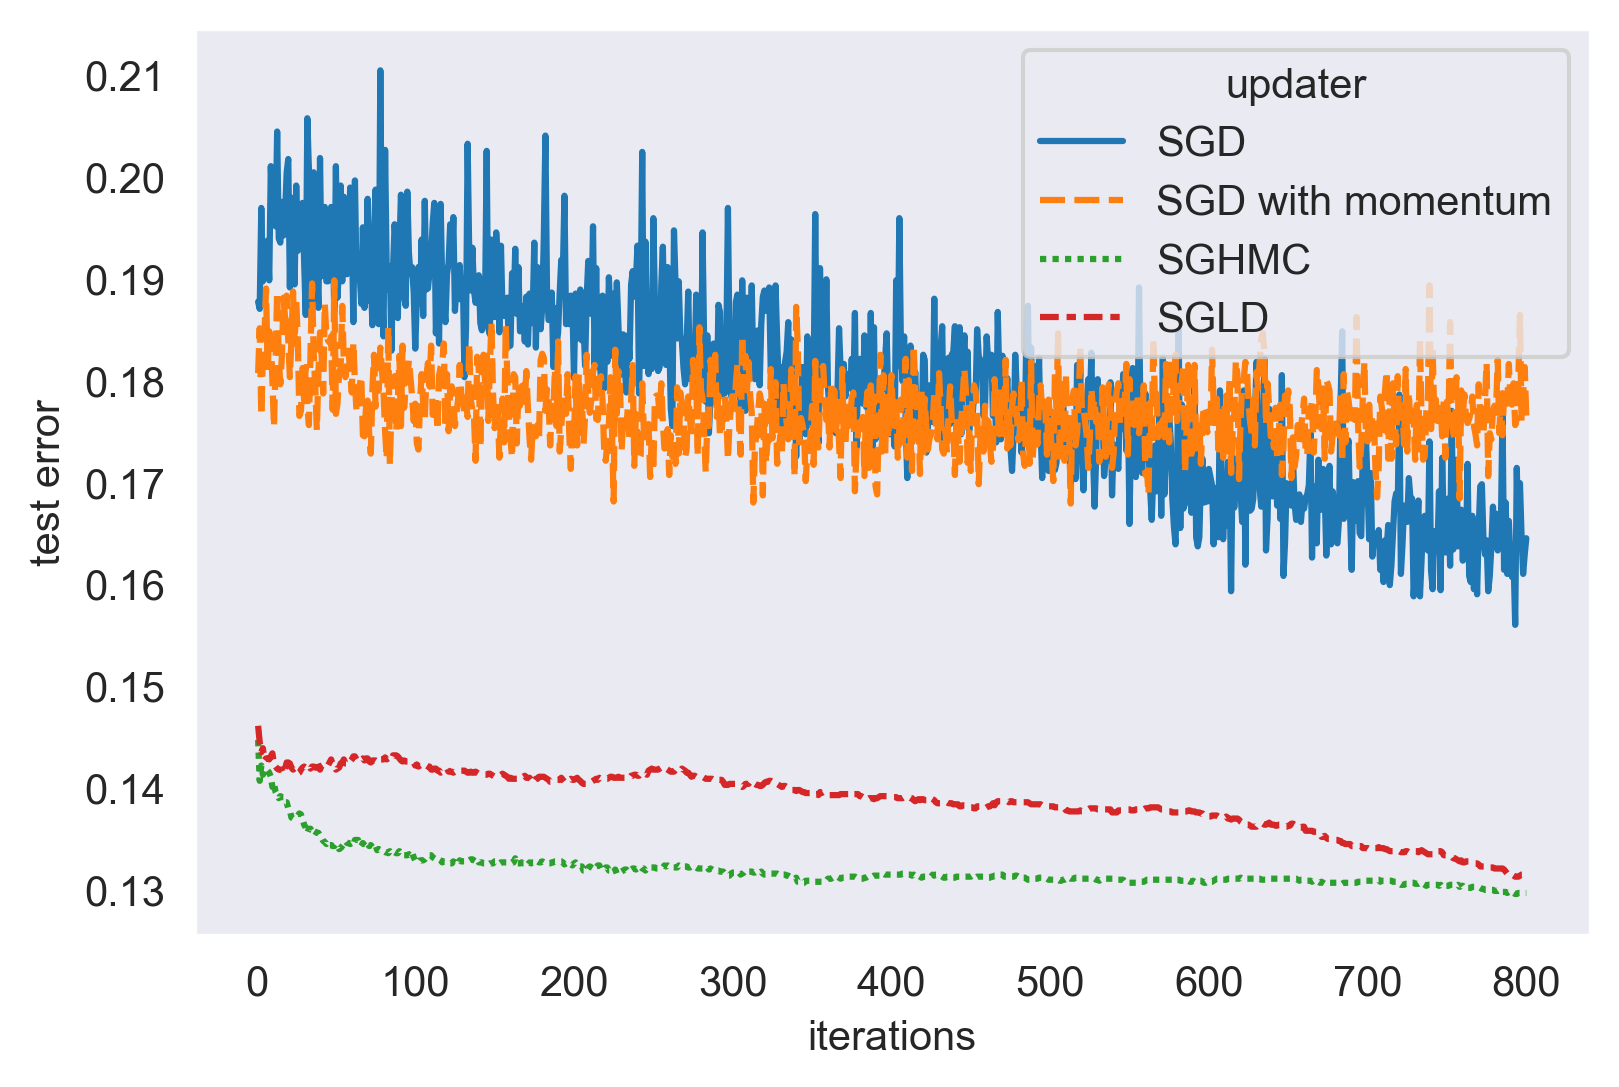 0.21
0.20
0.19
0.18
0.17
0.16
0.15
0.14
0.13
test error
updater
SGD
SGD with momentum
SGHMC
SGLD
0 100 200 300 400 500 600 700 800
iterations